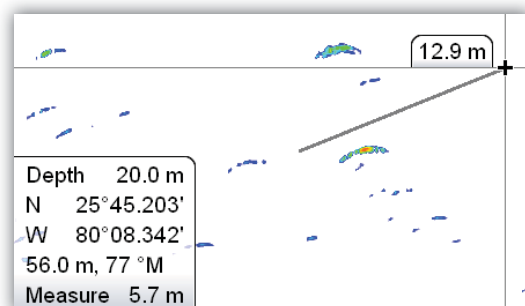 12.9 m
Depth 20.0 m
N 25°45.203'
W 80°08.342'
56.0 m, 77 °M
Measure 5.7 m